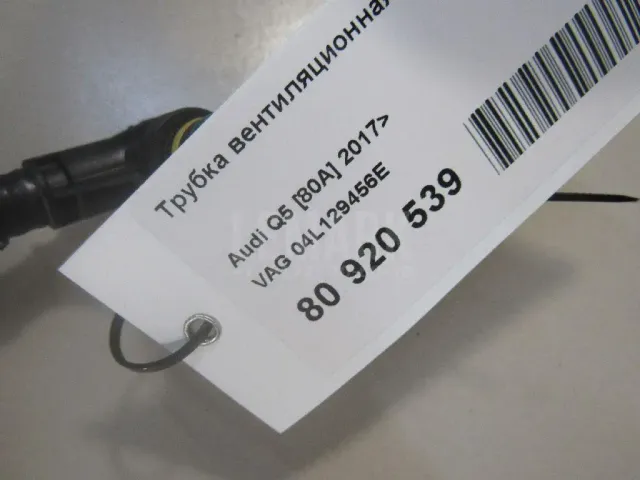 Трубка вентиляционная
Audi Q5 [80A] 2017>
VAG 04L129456E
80 920 539